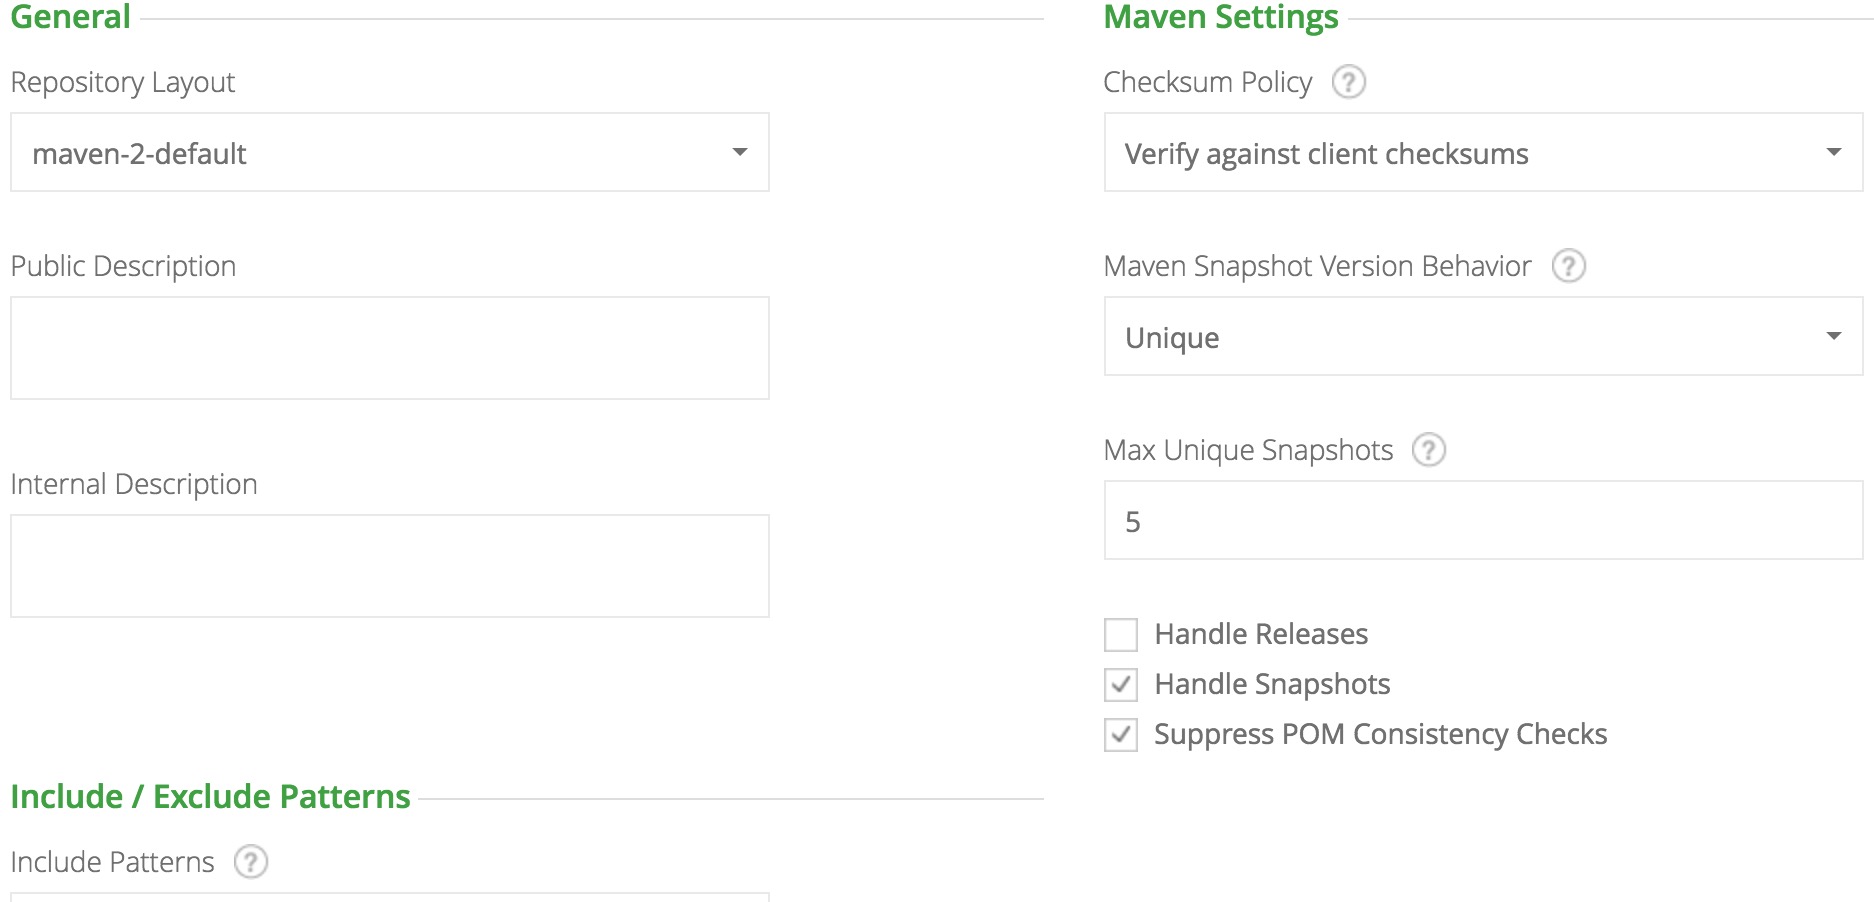 General
Repository Layout
maven-2-default
Public Description
Internal Description
Include / Exclude Patterns
Include Patterns ?
Maven Settings
Checksum Policy ?
Verify against client checksums
Maven Snapshot Version Behavior ?
Unique
Max Unique Snapshots ?
5
Handle Releases
Handle Snapshots
Suppress POM Consistency Checks